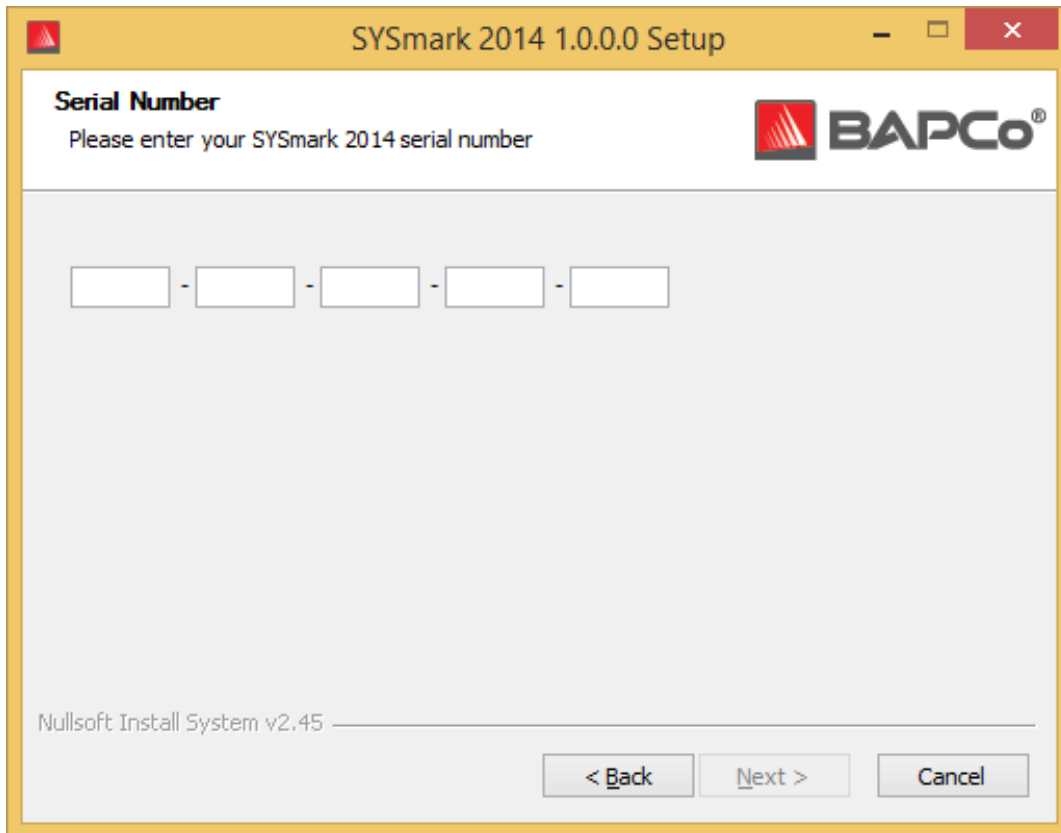 SYSmark 2014 1.0.0.0 Setup
Serial Number
Please enter your SYSmark 2014 serial number
BAPCo®
- - - -
Nullsoft Install System v2.45
< Back Next > Cancel